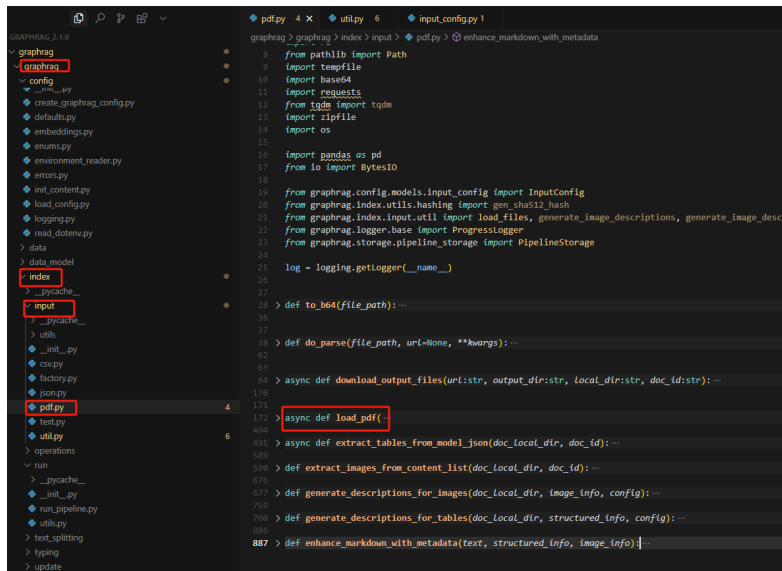 GRAPHRAG_2.1.0
graphrag
graphrag
config
__init__.py
create_graphrag_config.py
defaults.py
embeddings.py
enums.py
environment_reader.py
errors.py
init_content.py
load_config.py
logging.py
read_dotenv.py
data
data_model
index
__pycache__
input
__pycache__
utils
__init__.py
csv.py
factory.py
json.py
pdf.py 4
text.py
util.py 6
operations
run
__pycache__
__init__.py
run_pipeline.py
utils.py
text_splitting
typing
update
pdf.py 4 util.py 6 input_config.py 1
graphrag > graphrag > index > input > pdf.py > enhance_markdown_with_metadata
8 from pathlib import Path
9 import tempfile
10 import base64
11 import requests
12 from tqdm import tqdm
13 import zipfile
14 import os
15
16 import pandas as pd
17 from io import BytesIO
18
19 from graphrag.config.models.input_config import InputConfig
20 from graphrag.index.utils.hashing import gen_sha512_hash
21 from graphrag.index.input.util import load_files, generate_image_descriptions, generate_image_desc
22 from graphrag.logger.base import ProgressLogger
23 from graphrag.storage.pipeline_storage import PipelineStorage
24
25 log = logging.getLogger(__name__)
26
27
28 > def to_b64(file_path): ...
36
37
38 > def do_parse(file_path, url=None, **kwargs): ...
62
63
64 > async def download_output_files(url:str, output_dir:str, local_dir:str, doc_id:str): ...
170
171
172 > async def load_pdf( ...
494
495 > async def extract_tables_from_model_json(doc_local_dir, doc_id): ...
589
590 > def extract_images_from_content_list(doc_local_dir, doc_id): ...
676
677 > def generate_descriptions_for_images(doc_local_dir, image_info, config): ...
759
760 > def generate_descriptions_for_tables(doc_local_dir, structured_info, config): ...
886
887 > def enhance_markdown_with_metadata(text, structured_info, image_info): ...